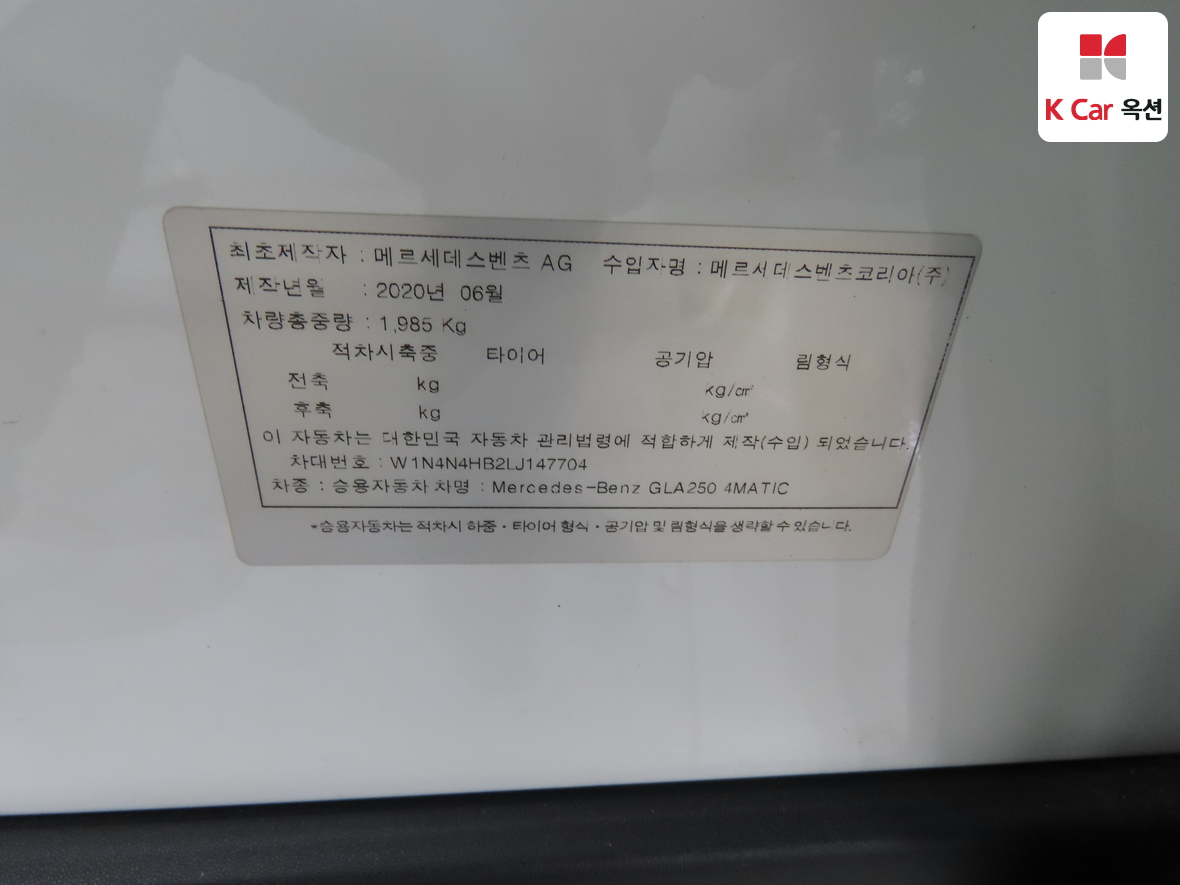 K Car 옥션
최초제작자 : 메르세데스벤츠 AG 수입자명 : 메르세데스벤츠코리아(주)
제작년월 : 2020년 06월
차량총중량 : 1,985 Kg
적차시축중 타이어 공기압 림형식
전축 kg kg/㎠
후축 kg kg/㎠
이 자동차는 대한민국 자동차 관리법령에 적합하게 제작(수입) 되었습니다.
차대번호 : W1N4N4HB2LJ147704
차종 : 승용자동차 차명 : Mercedes-Benz GLA250 4MATIC
*승용자동차는 적차시 하중·타이어 형식·공기압 및 림형식을 생략할 수 있습니다.